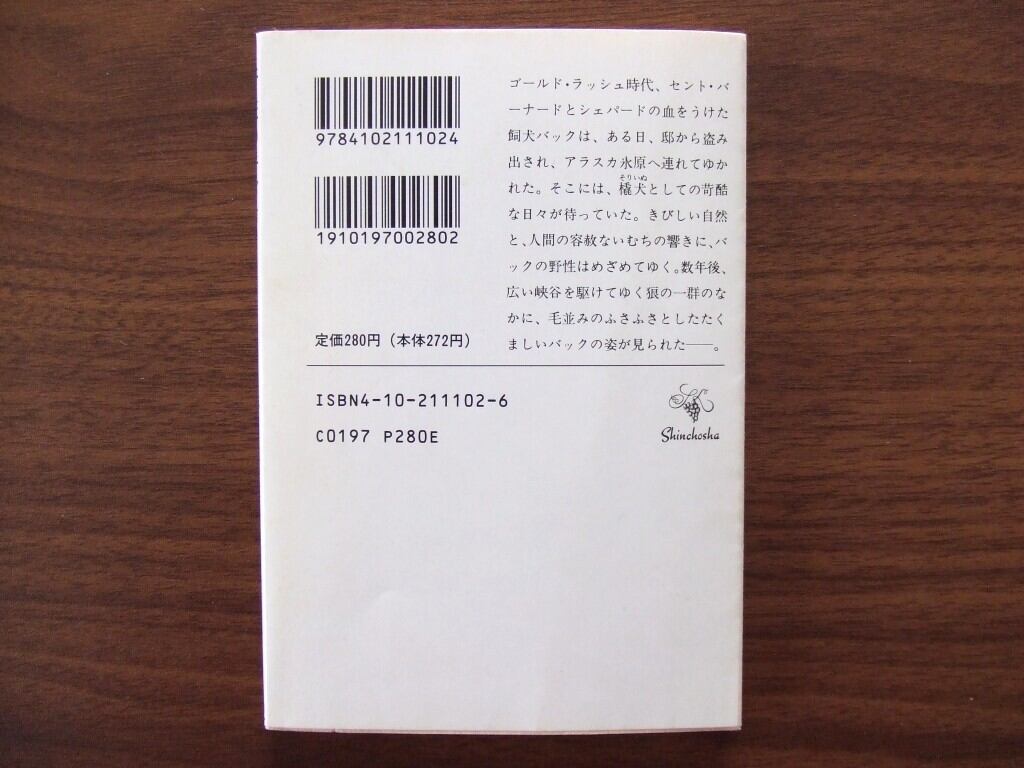 9784102111024
1910197002802
定価280円（本体272円）
ゴールド・ラッシュ時代、セント・バ
ーナードとシェパードの血をうけた
飼犬バックは、ある日、邸から盗み
出され、アラスカ氷原へ連れてゆか
そりいぬ
れた。そこには、橇犬としての苛酷
な日々が待っていた。きびしい自然
と、人間の容赦ないむちの響きに、バ
ックの野性はめざめてゆく。数年後、
広い峡谷を駆けてゆく狼の一群のな
かに、毛並みのふさふさとしたたく
ましいバックの姿が見られた──。
ISBN4-10-211102-6
C0197 P280E
Shinchosha